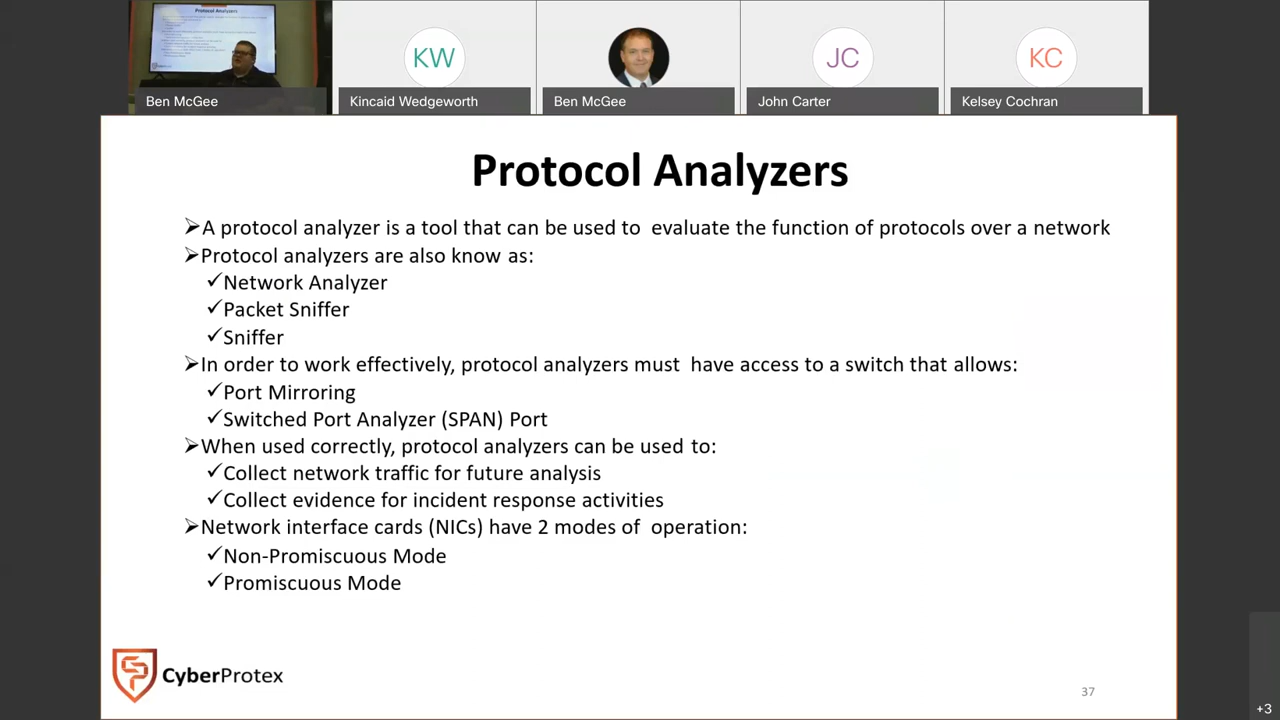 Protocol Analyzers
KW
JC
KC
Ben McGee
Kincaid Wedgeworth
Ben McGee
John Carter
Kelsey Cochran
Protocol Analyzers
➢A protocol analyzer is a tool that can be used to evaluate the function of protocols over a network
➢Protocol analyzers are also know as:
✓Network Analyzer
✓Packet Sniffer
✓Sniffer
➢In order to work effectively, protocol analyzers must have access to a switch that allows:
✓Port Mirroring
✓Switched Port Analyzer (SPAN) Port
➢When used correctly, protocol analyzers can be used to:
✓Collect network traffic for future analysis
✓Collect evidence for incident response activities
➢Network interface cards (NICs) have 2 modes of operation:
✓Non-Promiscuous Mode
✓Promiscuous Mode
CyberProtex
37
+3